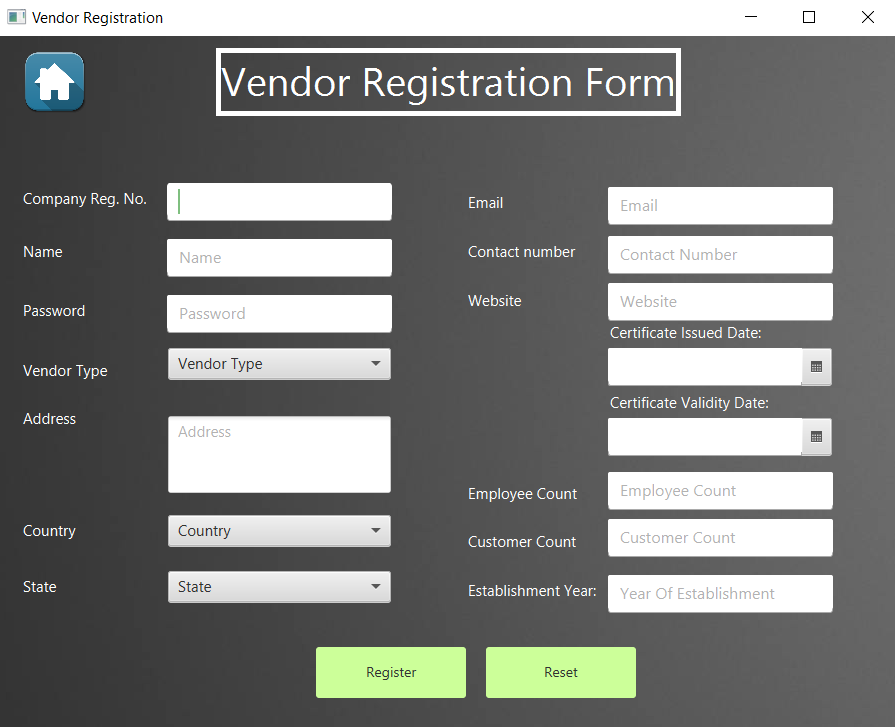 Vendor Registration
Vendor Registration Form
Company Reg. No.
Name
Name
Password
Password
Vendor Type
Vendor Type
Address
Address
Country
Country
State
State
Email
Email
Contact number
Contact Number
Website
Website
Certificate Issued Date:
Certificate Validity Date:
Employee Count
Employee Count
Customer Count
Customer Count
Establishment Year:
Year Of Establishment
Register
Reset